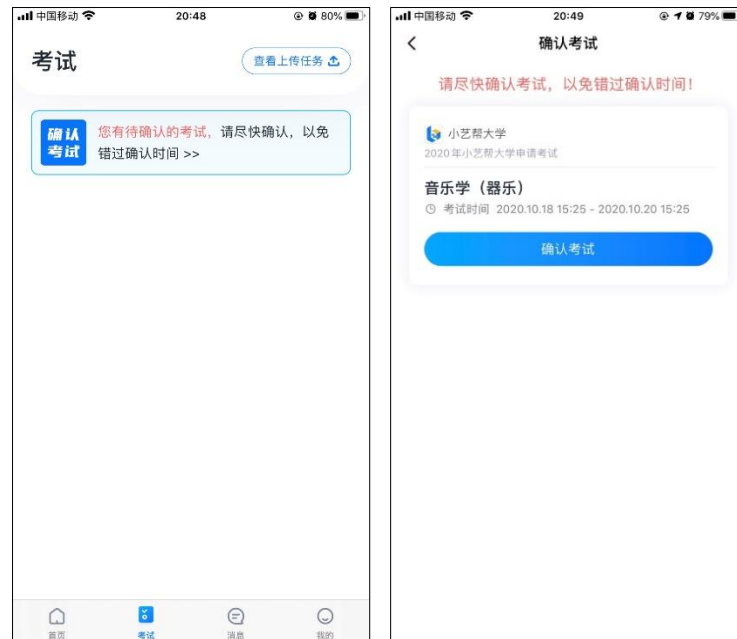 中国移动 20:48 80%
考试
查看上传任务
确认
考试
您有待确认的考试，请尽快确认，以免
错过确认时间 >>
首页 考试 消息 我的
中国移动 20:49 79%
确认考试
请尽快确认考试，以免错过确认时间！
小艺帮大学
2020年小艺帮大学申请考试
音乐学（器乐）
考试时间 2020.10.18 15:25 - 2020.10.20 15:25
确认考试